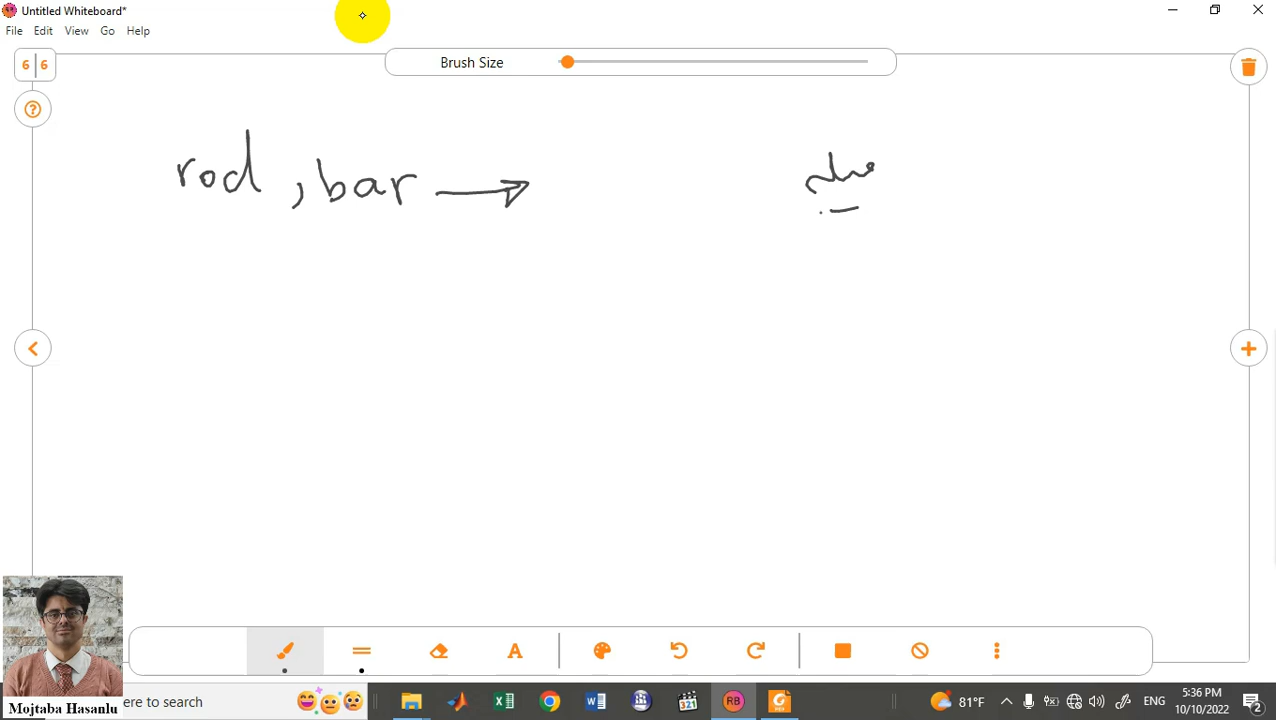 Untitled Whiteboard*
File Edit View Go Help
6 | 6
Brush Size
rod , bar → میله
Mojtaba Hasanlu
ere to search
81°F
ENG
5:36 PM
10/10/2022
2